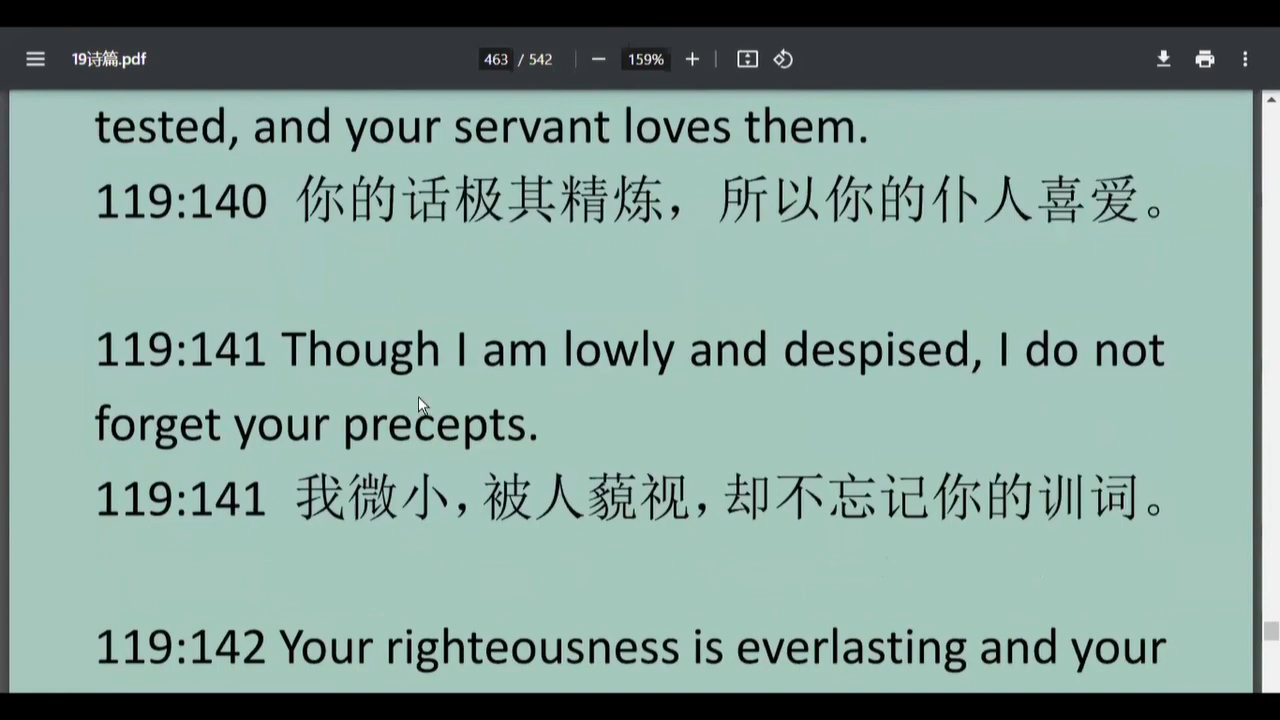 19诗篇.pdf 463 / 542 159%
tested, and your servant loves them.
119:140 你的话极其精炼，所以你的仆人喜爱。
119:141 Though I am lowly and despised, I do not
forget your precepts.
119:141 我微小，被人藐视，却不忘记你的训词。
119:142 Your righteousness is everlasting and your